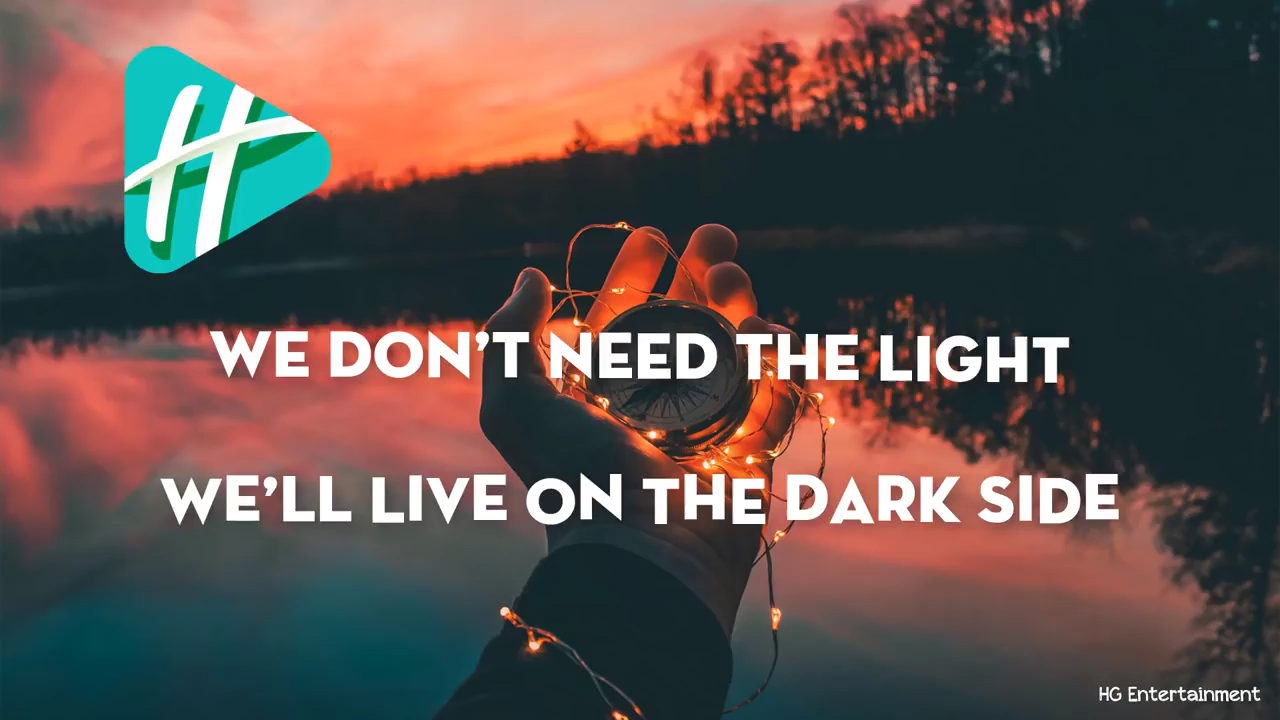 WE DON'T NEED THE LIGHT
WE'LL LIVE ON THE DARK SIDE
HG Entertainment